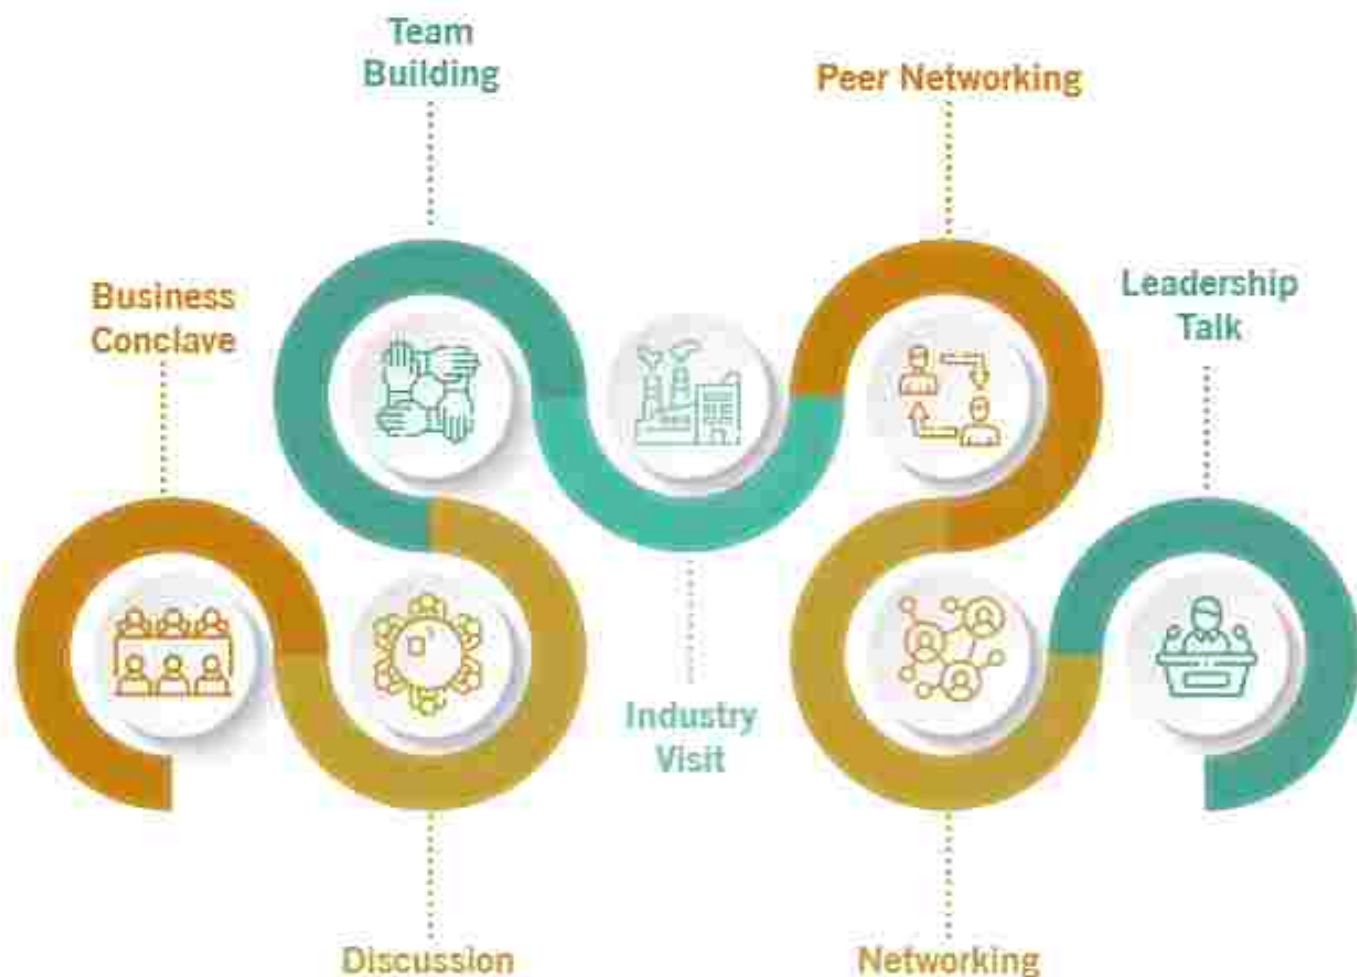 Team
Building
Peer Networking
Business
Conclave
Leadership
Talk
Industry
Visit
Discussion
Networking